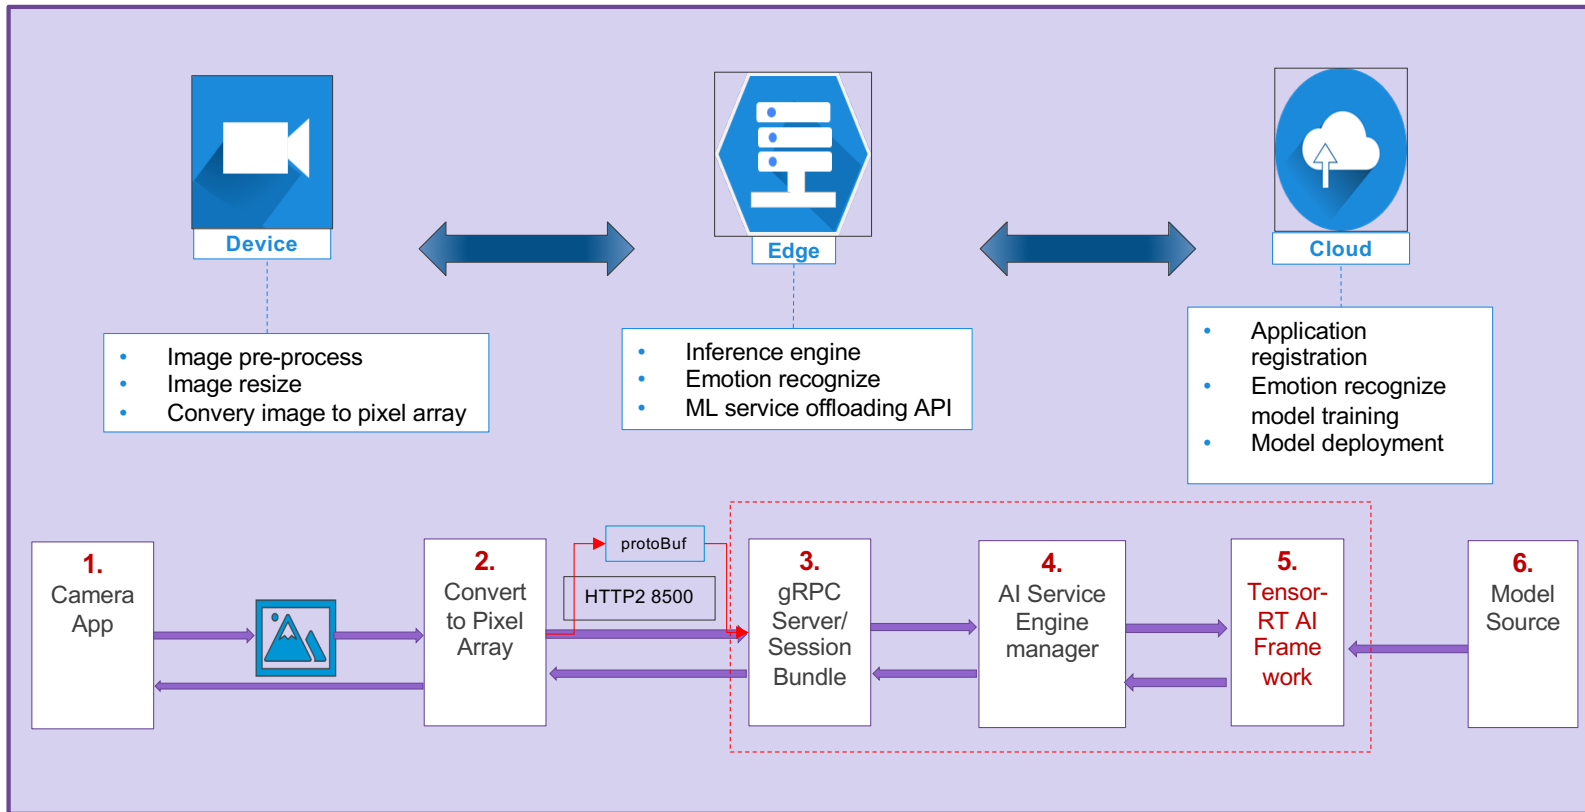 Device
Edge
Cloud
• Image pre-process
• Image resize
• Convery image to pixel array
• Inference engine
• Emotion recognize
• ML service offloading API
• Application
registration
• Emotion recognize
model training
• Model deployment
1.
Camera
App
2.
Convert
to Pixel
Array
protoBuf
HTTP2 8500
3.
gRPC
Server/
Session
Bundle
4.
AI Service
Engine
manager
5.
Tensor-
RT AI
Frame
work
6.
Model
Source